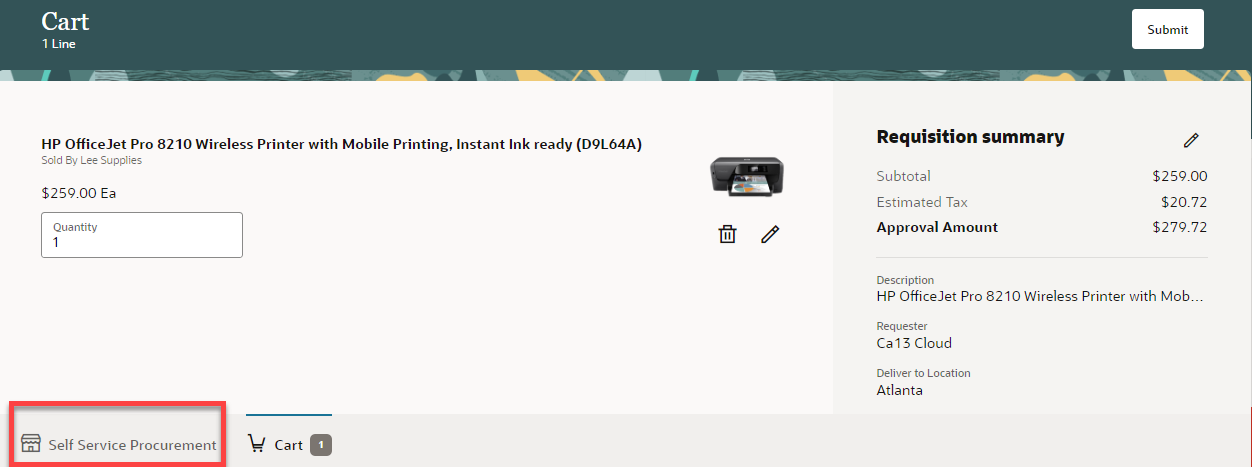 Cart
1 Line
Submit
HP OfficeJet Pro 8210 Wireless Printer with Mobile Printing, Instant Ink ready (D9L64A)
Sold By Lee Supplies
$259.00 Ea
Quantity
1
Requisition summary
Subtotal $259.00
Estimated Tax $20.72
Approval Amount $279.72
Description
HP OfficeJet Pro 8210 Wireless Printer with Mob...
Requester
Ca13 Cloud
Deliver to Location
Atlanta
Self Service Procurement
Cart 1